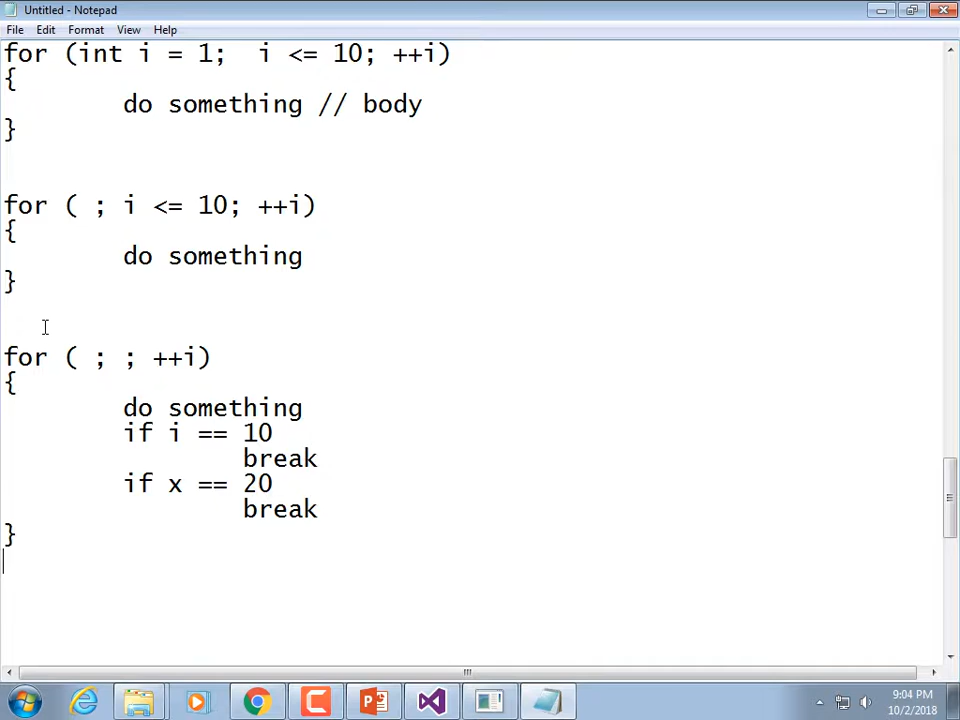 Untitled - Notepad
File Edit Format View Help
for (int i = 1;  i <= 10; ++i)
{
        do something // body
}
for ( ; i <= 10; ++i)
{
        do something
}
for ( ; ; ++i)
{
        do something
        if i == 10
                break
        if x == 20
                break
}
9:04 PM
10/2/2018